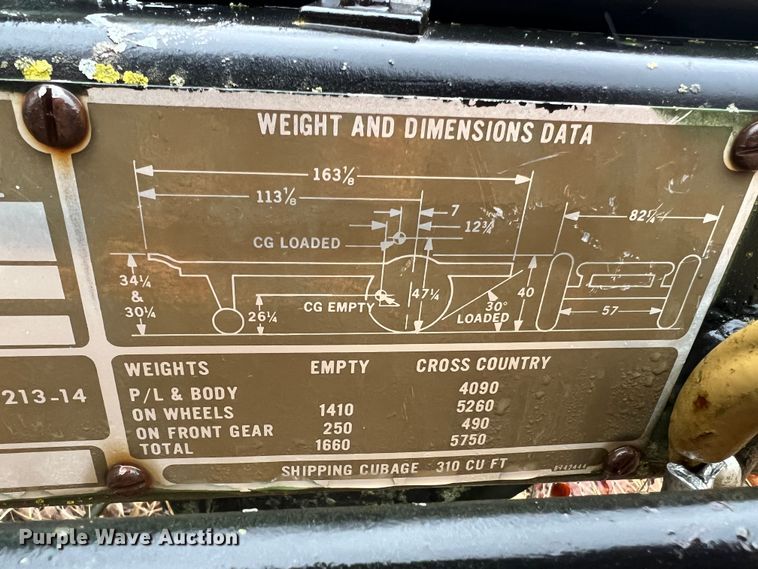 WEIGHT AND DIMENSIONS DATA
163⅛
113⅛
7
12¾
82¼
CG LOADED
34¼
&
30¼
26¼
CG EMPTY
47¼
30°
LOADED
40
57
213-14
WEIGHTS EMPTY CROSS COUNTRY
P/L & BODY 4090
ON WHEELS 1410 5260
ON FRONT GEAR 250 490
TOTAL 1660 5750
SHIPPING CUBAGE 310 CU FT
Purple Wave Auction